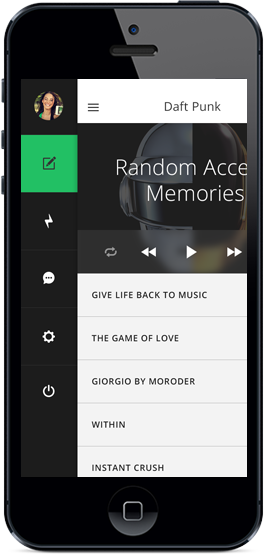 Daft Punk
Random Acce
Memories
GIVE LIFE BACK TO MUSIC
THE GAME OF LOVE
GIORGIO BY MORODER
WITHIN
INSTANT CRUSH